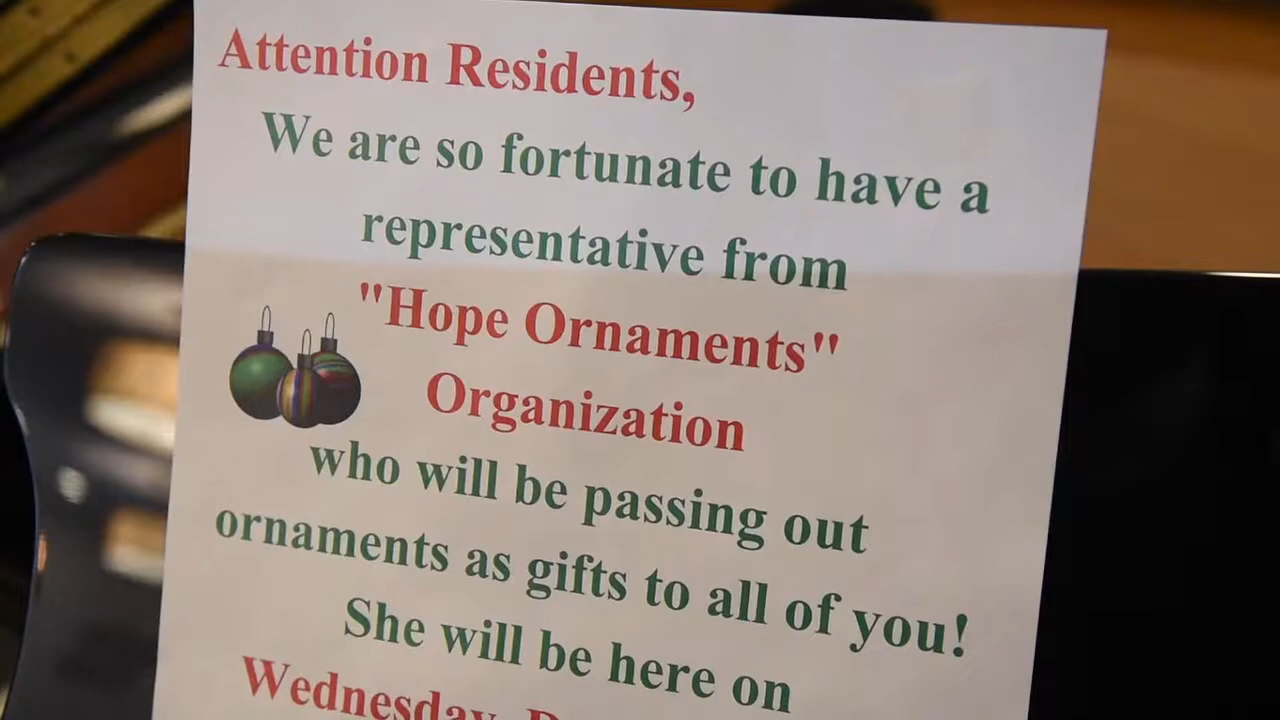 Attention Residents,
We are so fortunate to have a
representative from
"Hope Ornaments"
Organization
who will be passing out
ornaments as gifts to all of you!
She will be here on
Wednesday,